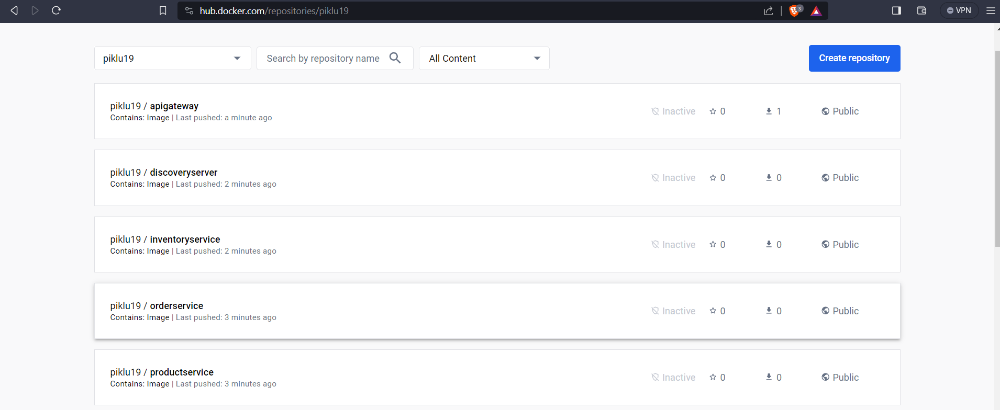 hub.docker.com/repositories/piklu19
3
VPN
piklu19
Search by repository name
All Content
Create repository
piklu19 / apigateway
Contains: Image | Last pushed: a minute ago
Inactive
0
1
Public
piklu19 / discoveryserver
Contains: Image | Last pushed: 2 minutes ago
Inactive
0
0
Public
piklu19 / inventoryservice
Contains: Image | Last pushed: 2 minutes ago
Inactive
0
0
Public
piklu19 / orderservice
Contains: Image | Last pushed: 3 minutes ago
Inactive
0
0
Public
piklu19 / productservice
Contains: Image | Last pushed: 3 minutes ago
Inactive
0
0
Public